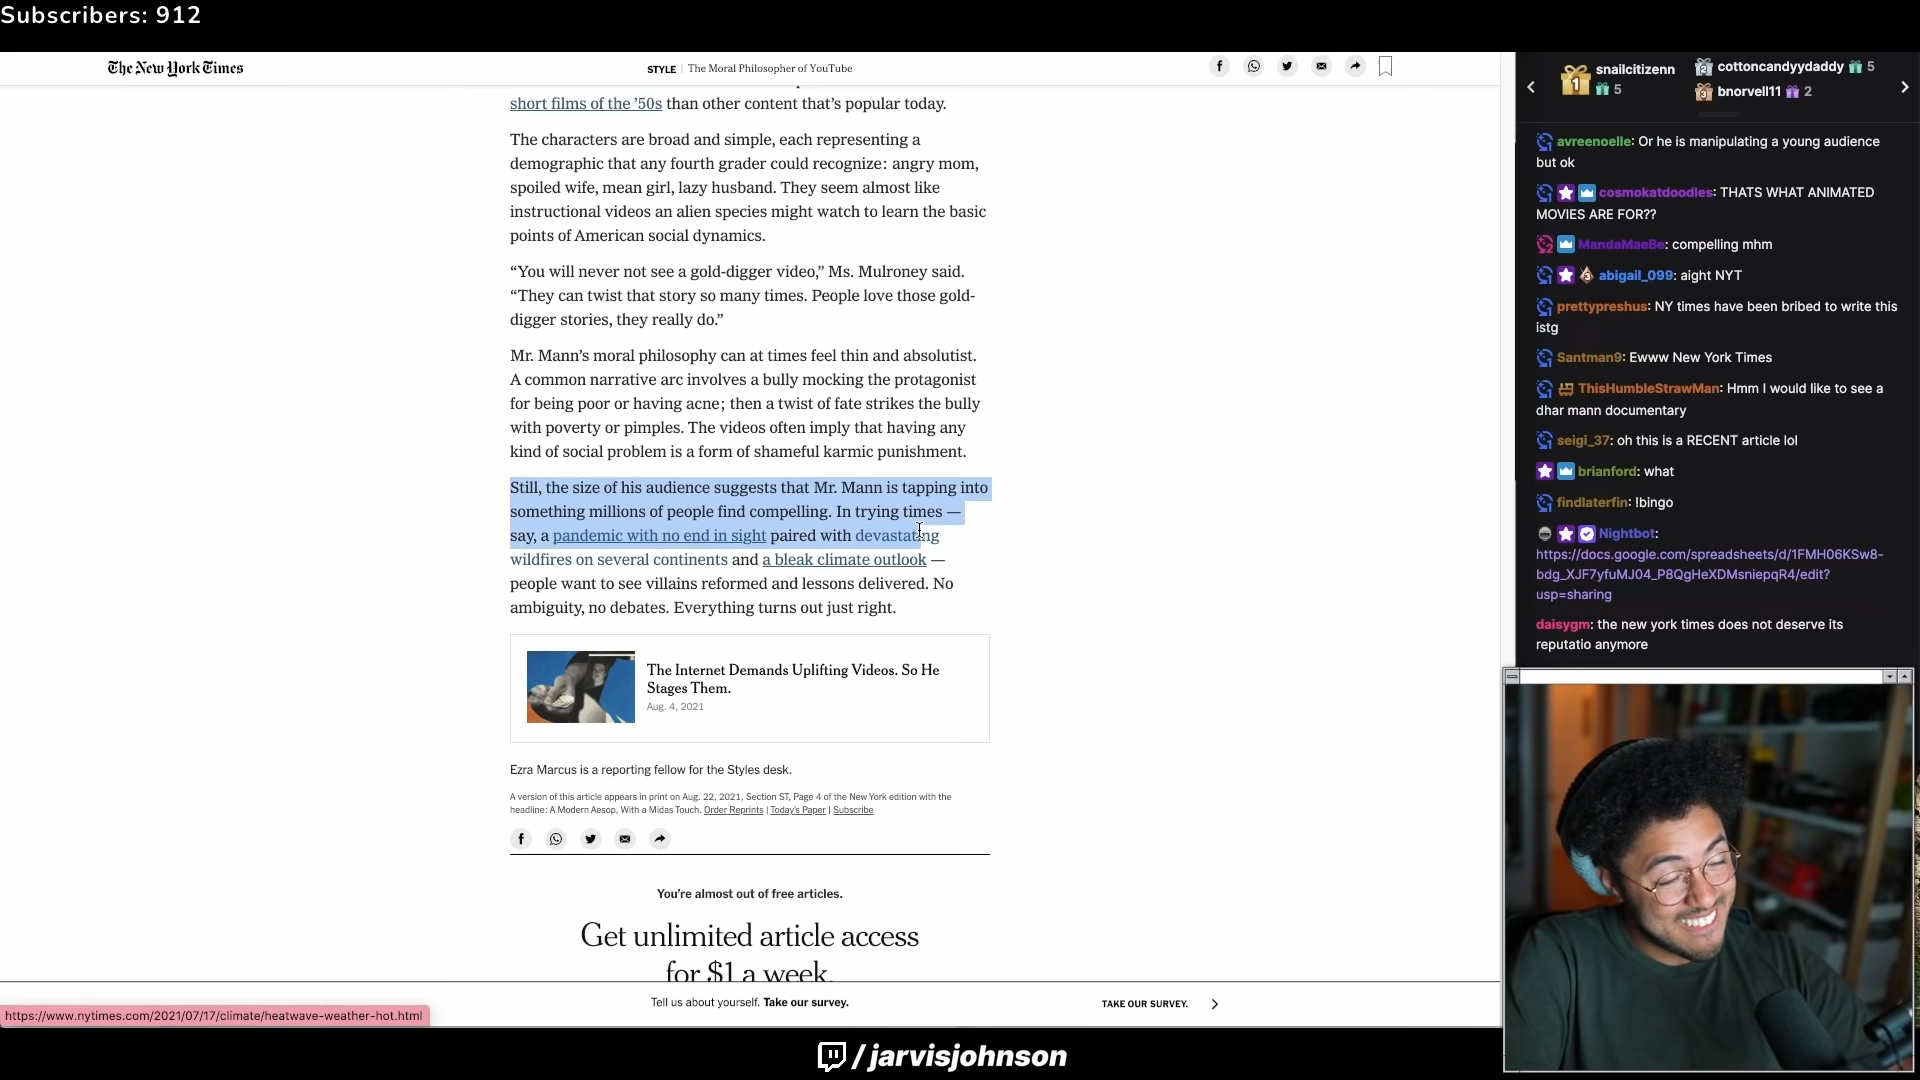 Subscribers: 912
The New York Times
STYLE | The Moral Philosopher of YouTube
short films of the ’50s than other content that’s popular today.
The characters are broad and simple, each representing a
demographic that any fourth grader could recognize: angry mom,
spoiled wife, mean girl, lazy husband. They seem almost like
instructional videos an alien species might watch to learn the basic
points of American social dynamics.
“You will never not see a gold-digger video,” Ms. Mulroney said.
“They can twist that story so many times. People love those gold-
digger stories, they really do.”
Mr. Mann’s moral philosophy can at times feel thin and absolutist.
A common narrative arc involves a bully mocking the protagonist
for being poor or having acne; then a twist of fate strikes the bully
with poverty or pimples. The videos often imply that having any
kind of social problem is a form of shameful karmic punishment.
Still, the size of his audience suggests that Mr. Mann is tapping into
something millions of people find compelling. In trying times —
say, a pandemic with no end in sight paired with devastating
wildfires on several continents and a bleak climate outlook —
people want to see villains reformed and lessons delivered. No
ambiguity, no debates. Everything turns out just right.
The Internet Demands Uplifting Videos. So He
Stages Them.
Aug. 4, 2021
Ezra Marcus is a reporting fellow for the Styles desk.
A version of this article appears in print on Aug. 22, 2021, Section ST, Page 4 of the New York edition with the
headline: A Modern Aesop, With a Midas Touch. Order Reprints | Today’s Paper | Subscribe
You’re almost out of free articles.
Get unlimited article access
for $1 a week.
Tell us about yourself. Take our survey.
TAKE OUR SURVEY.
https://www.nytimes.com/2021/07/17/climate/heatwave-weather-hot.html
/jarvisjohnson
1 snailcitizenn
5
2 cottoncandyydaddy 5
3 bnorvell11 2
avreenoelle: Or he is manipulating a young audience
but ok
cosmokatdoodies: THATS WHAT ANIMATED
MOVIES ARE FOR??
MandaMaeBe: compelling mhm
abigail_099: aight NYT
prettypreshus: NY times have been bribed to write this
istg
Santman9: Ewww New York Times
ThisHumbleStrawMan: Hmm I would like to see a
dhar mann documentary
seigi_37: oh this is a RECENT article lol
brianford: what
findlaterfin: !bingo
Nightbot:
https://docs.google.com/spreadsheets/d/1FMH06KSw8-
bdg_XJF7yfuMJ04_P8QgHeXDMsniepqR4/edit?
usp=sharing
daisygm: the new york times does not deserve its
reputatio anymore